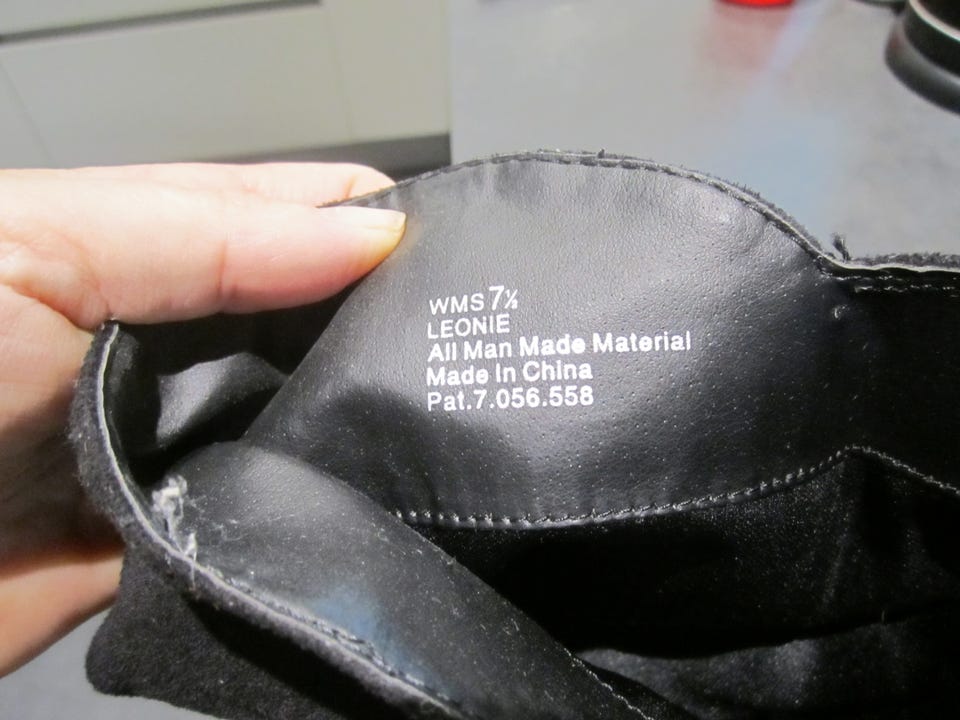 WMS 7½
LEONIE
All Man Made Material
Made In China
Pat.7.056.558